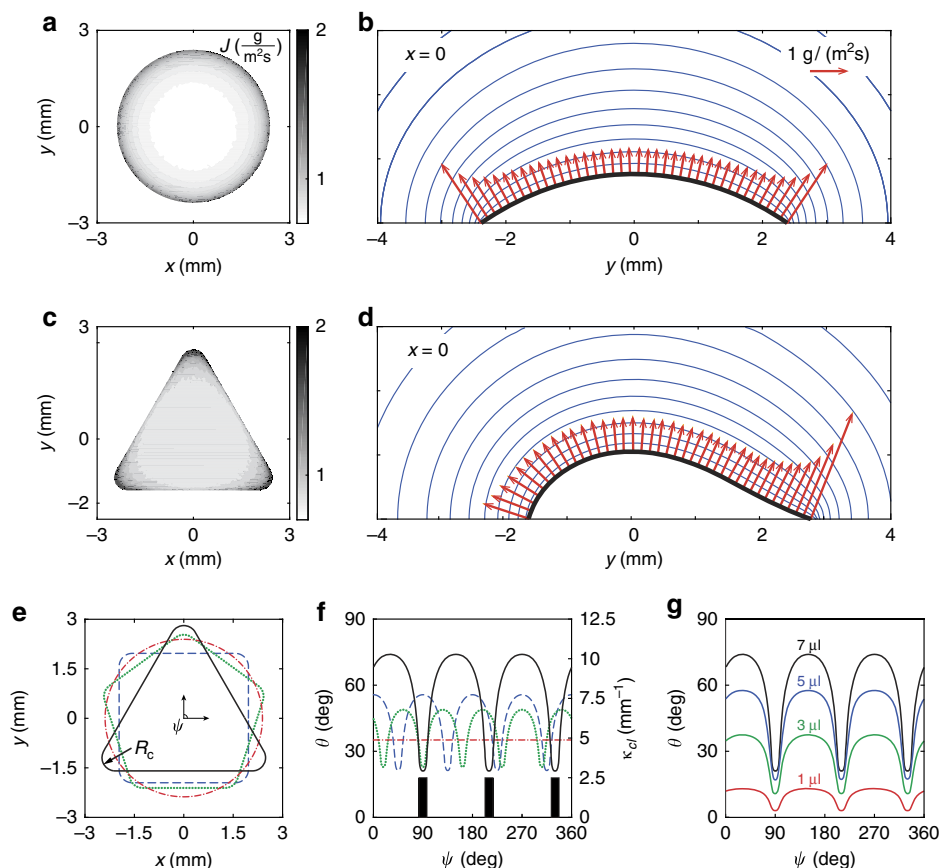 a
3
y (mm)
0
−3
−3
0
3
x (mm)
J (g/m²s)
2
1
b
x = 0
1 g/ (m²s)
−4
−2
0
2
4
y (mm)
c
3
y (mm)
0
−2
−3
0
3
x (mm)
2
1
d
x = 0
−4
−2
0
2
4
y (mm)
e
3
1.5
y (mm)
0
−1.5
−3
ψ
R_c
−3
−1.5
0
1.5
3
x (mm)
f
90
60
θ (deg)
30
0
0
90
180
270
360
ψ (deg)
12.5
10
7.5
5
2.5
0
κ_cl (mm⁻¹)
g
90
60
θ (deg)
30
0
7 µl
5 µl
3 µl
1 µl
0
90
180
270
360
ψ (deg)